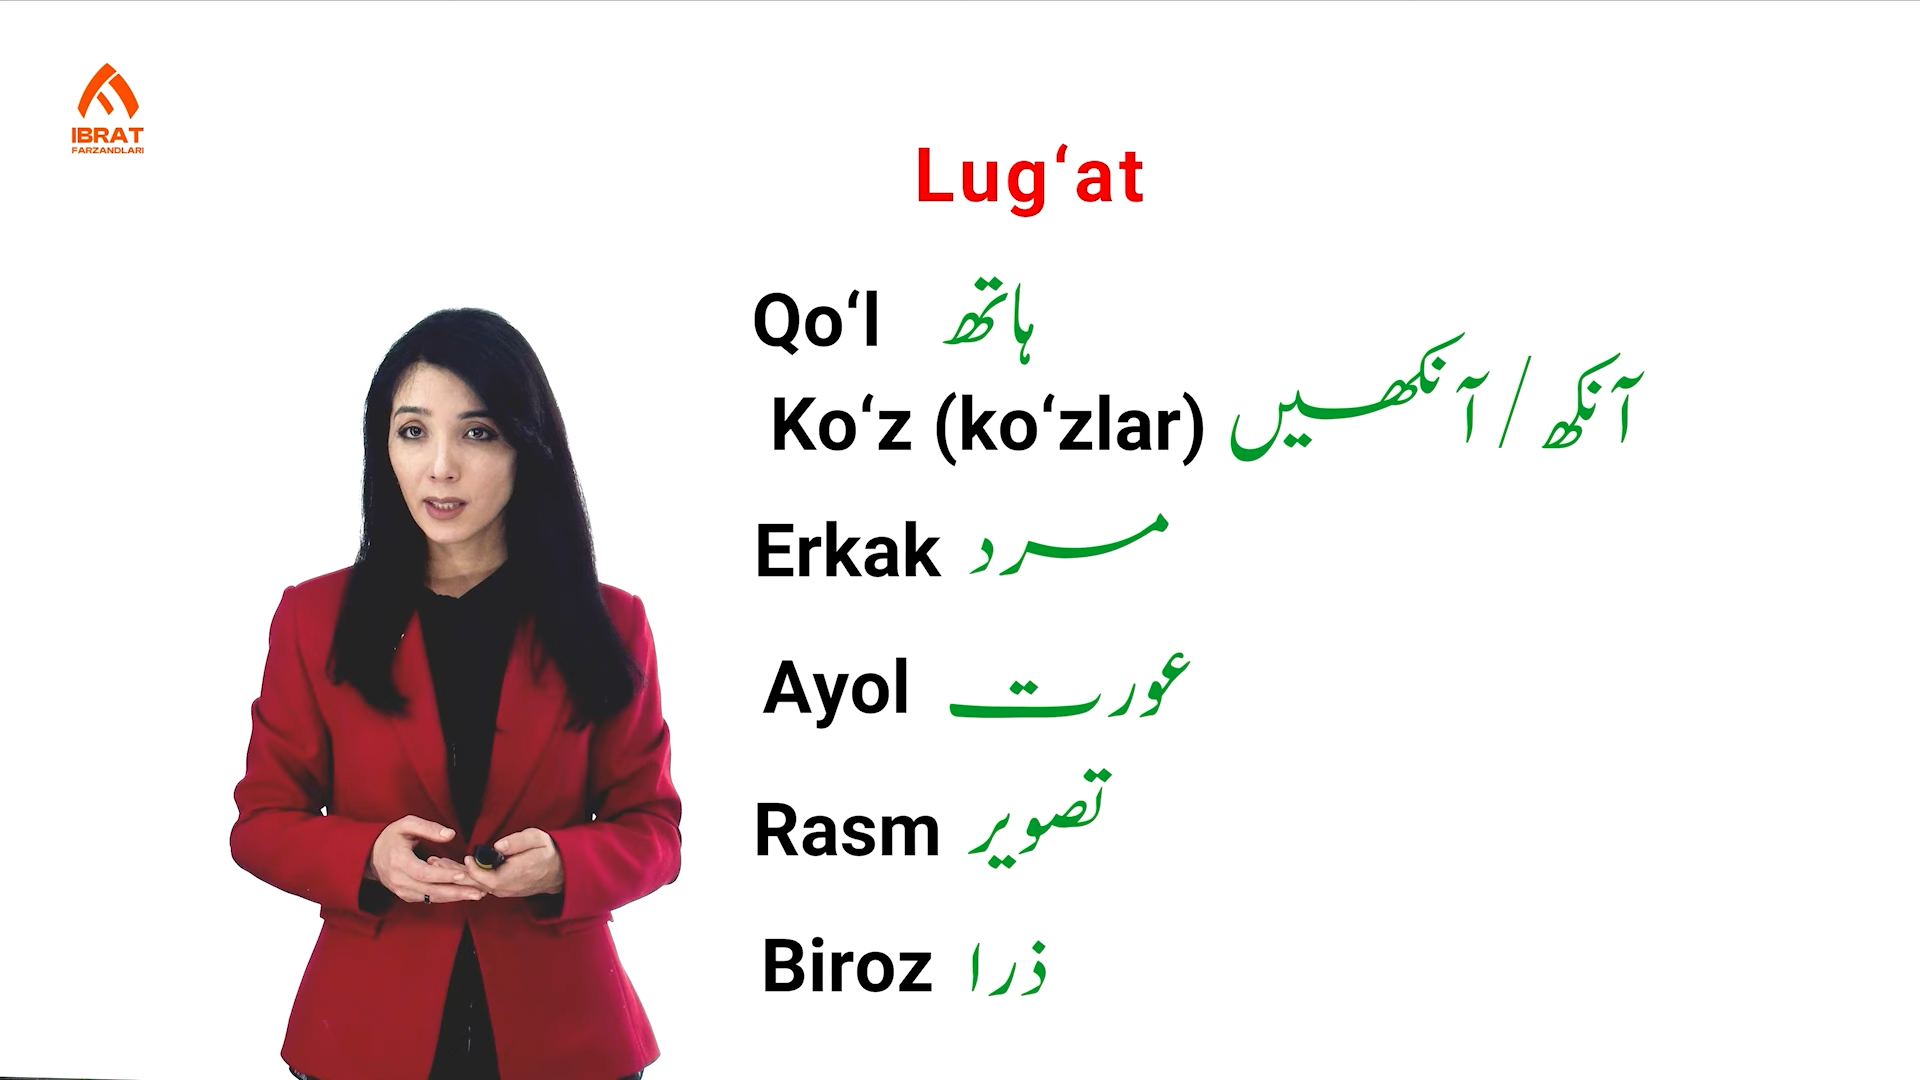 IBRAT
FARZANDLARI
Lug‘at
Qo‘l ہاتھ
Ko‘z (ko‘zlar) آنکھ / آنکھیں
Erkak مرد
Ayol عورت
Rasm تصویر
Biroz ذرا